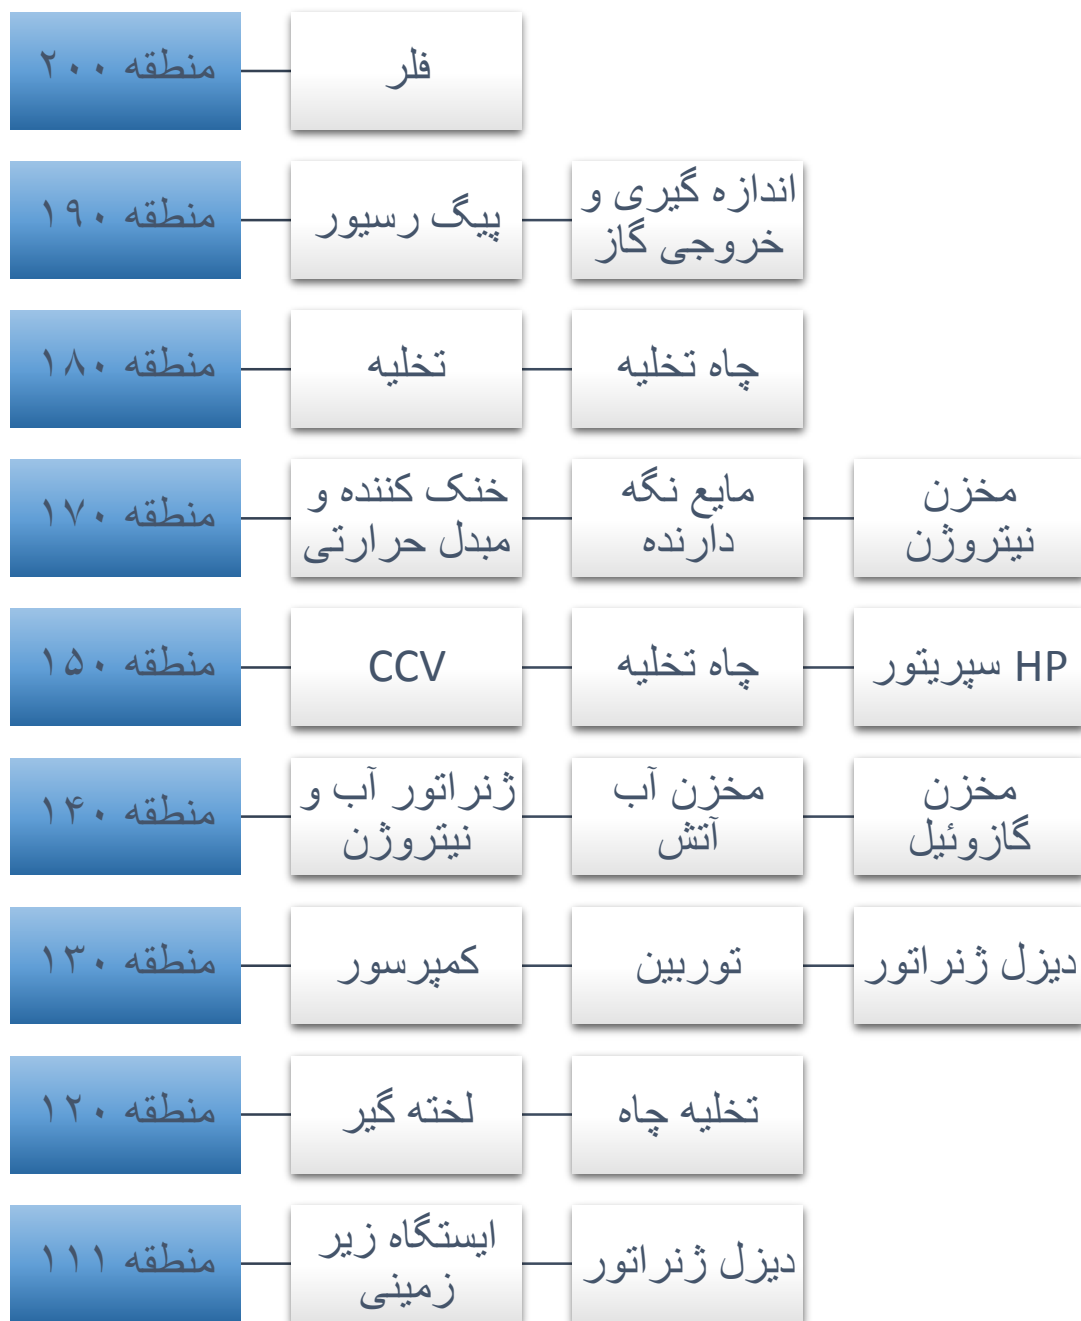 منطقه ۲۰۰
فلر
منطقه ۱۹۰
پیگ رسیور
اندازه گیری و
خروجی گاز
منطقه ۱۸۰
تخلیه
چاه تخلیه
منطقه ۱۷۰
خنک کننده و
مبدل حرارتی
مایع نگه
دارنده
مخزن
نیتروژن
منطقه ۱۵۰
CCV
چاه تخلیه
HP سپریتور
منطقه ۱۴۰
ژنراتور آب و
نیتروژن
مخزن آب
آتش
مخزن
گازوئیل
منطقه ۱۳۰
کمپرسور
توربین
دیزل ژنراتور
منطقه ۱۲۰
لخته گیر
تخلیه چاه
منطقه ۱۱۱
ایستگاه زیر
زمینی
دیزل ژنراتور